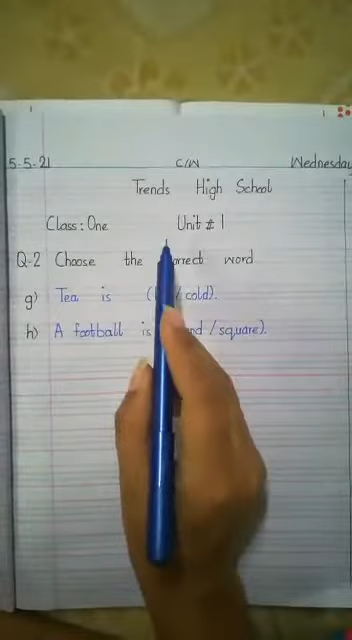 5-5-21 C/W Wednesday
Trends High School
Class: One Unit # 1
Q-2 Choose the correct word
g) Tea is ( / cold).
h) A football is /square).